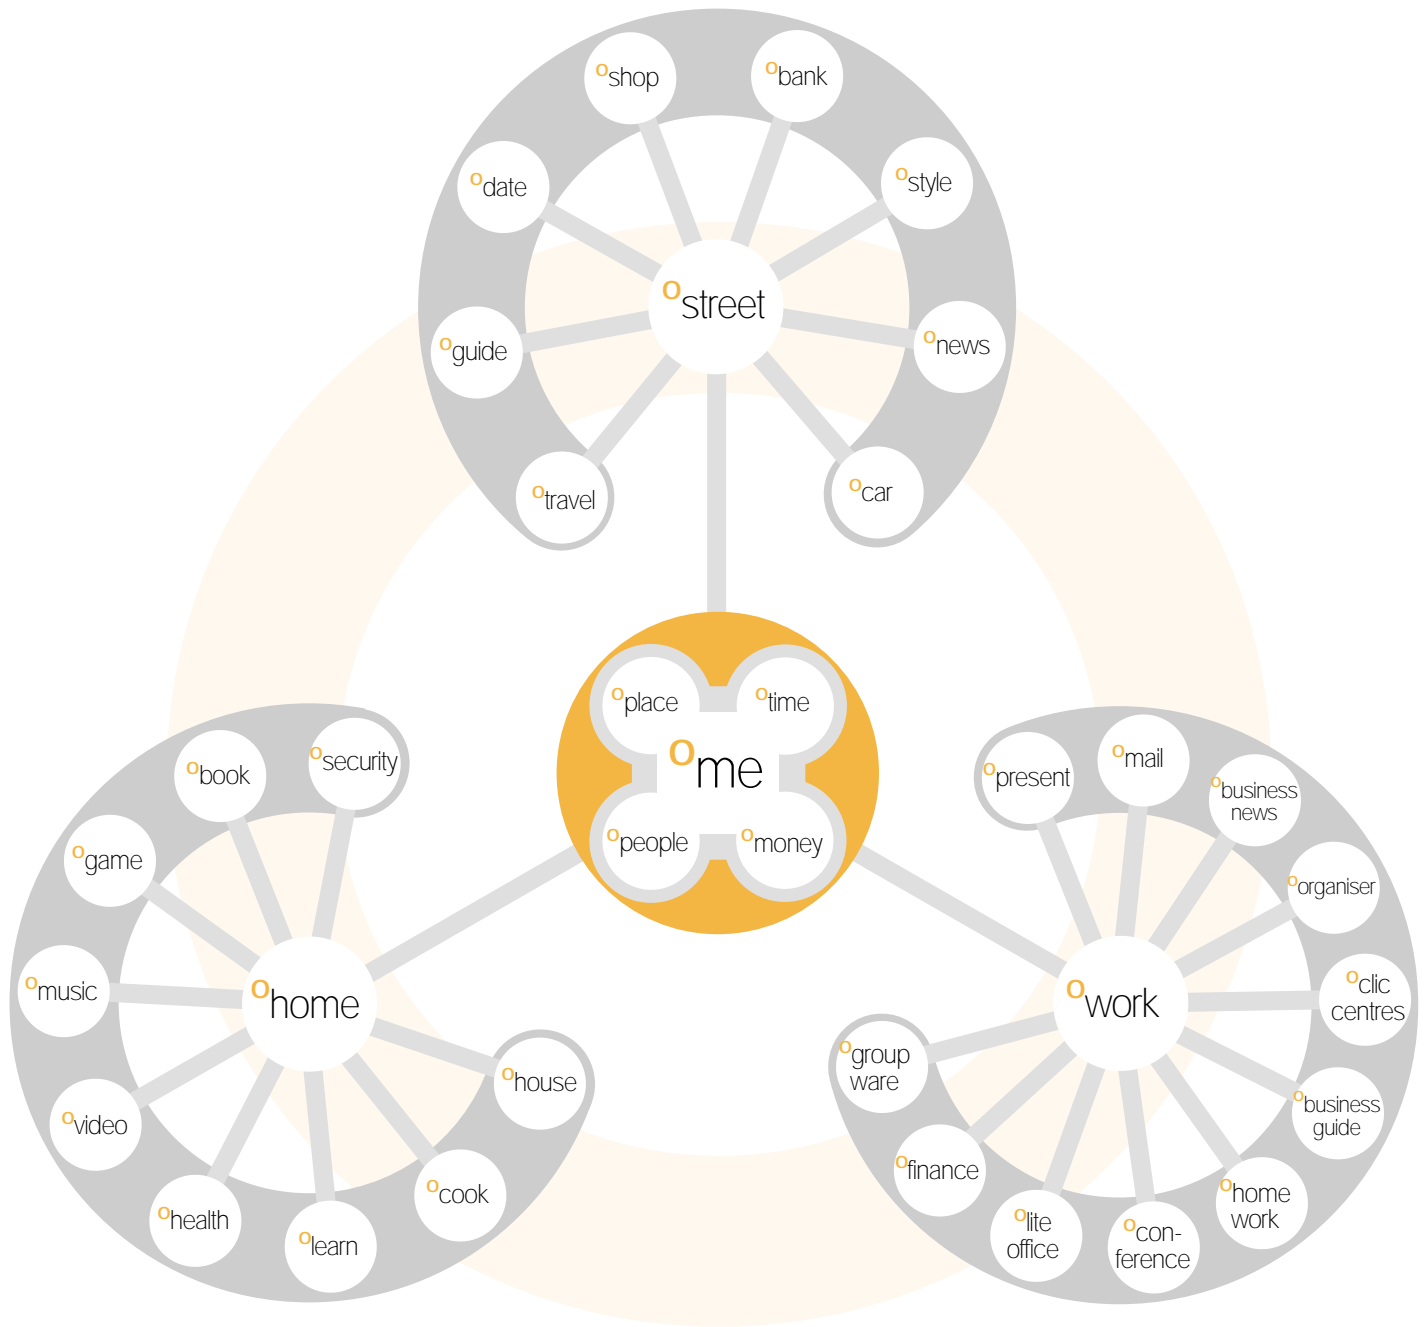 oshop
obank
odate
ostyle
ostreet
oguide
onews
otravel
ocar
oplace
otime
ome
opeople
omoney
osecurity
obook
ogame
omusic
ohome
ovideo
ohouse
ohealth
olearn
ocook
opresent
omail
obusiness
news
oorganiser
owork
oclic
centres
obusiness
guide
ohome
work
ocon-
ference
olite
office
ofinance
ogroup
ware